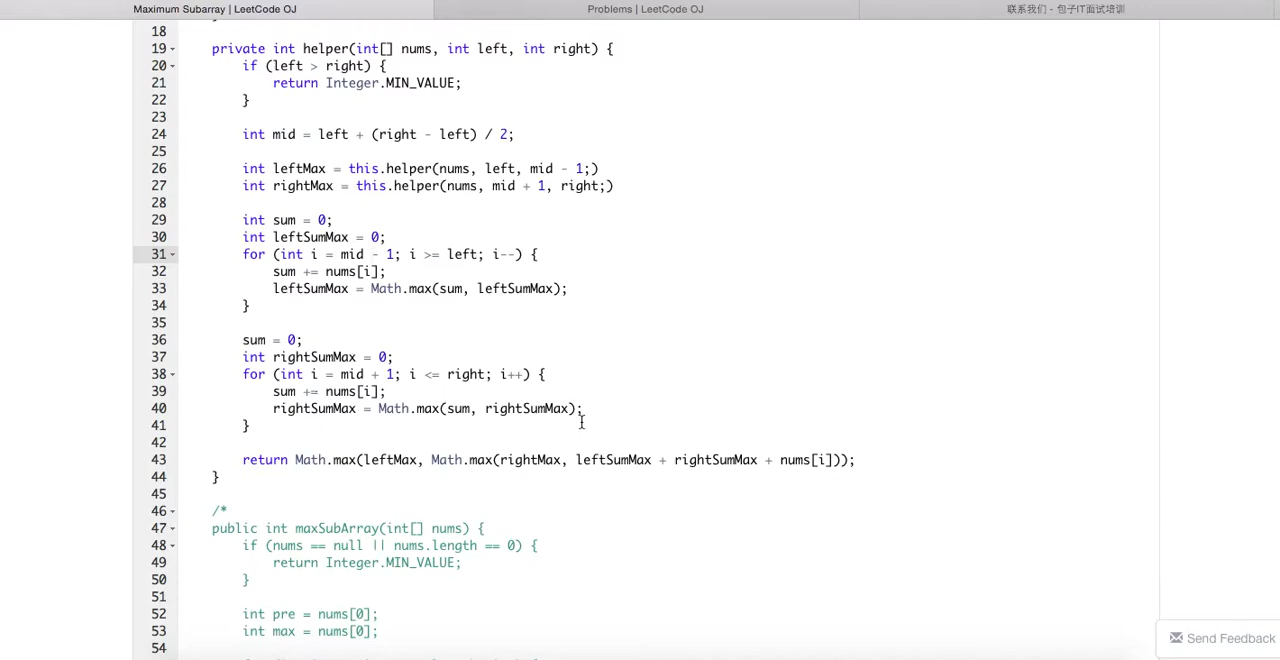 Maximum Subarray | LeetCode OJ
Problems | LeetCode OJ
联系我们 - 包子IT面试培训
18
19 private int helper(int[] nums, int left, int right) {
20 if (left > right) {
21 return Integer.MIN_VALUE;
22 }
23
24 int mid = left + (right - left) / 2;
25
26 int leftMax = this.helper(nums, left, mid - 1;)
27 int rightMax = this.helper(nums, mid + 1, right;)
28
29 int sum = 0;
30 int leftSumMax = 0;
31 for (int i = mid - 1; i >= left; i--) {
32 sum += nums[i];
33 leftSumMax = Math.max(sum, leftSumMax);
34 }
35
36 sum = 0;
37 int rightSumMax = 0;
38 for (int i = mid + 1; i <= right; i++) {
39 sum += nums[i];
40 rightSumMax = Math.max(sum, rightSumMax);
41 }
42
43 return Math.max(leftMax, Math.max(rightMax, leftSumMax + rightSumMax + nums[i]));
44 }
45
46 /*
47 public int maxSubArray(int[] nums) {
48 if (nums == null || nums.length == 0) {
49 return Integer.MIN_VALUE;
50 }
51
52 int pre = nums[0];
53 int max = nums[0];
54
Send Feedback